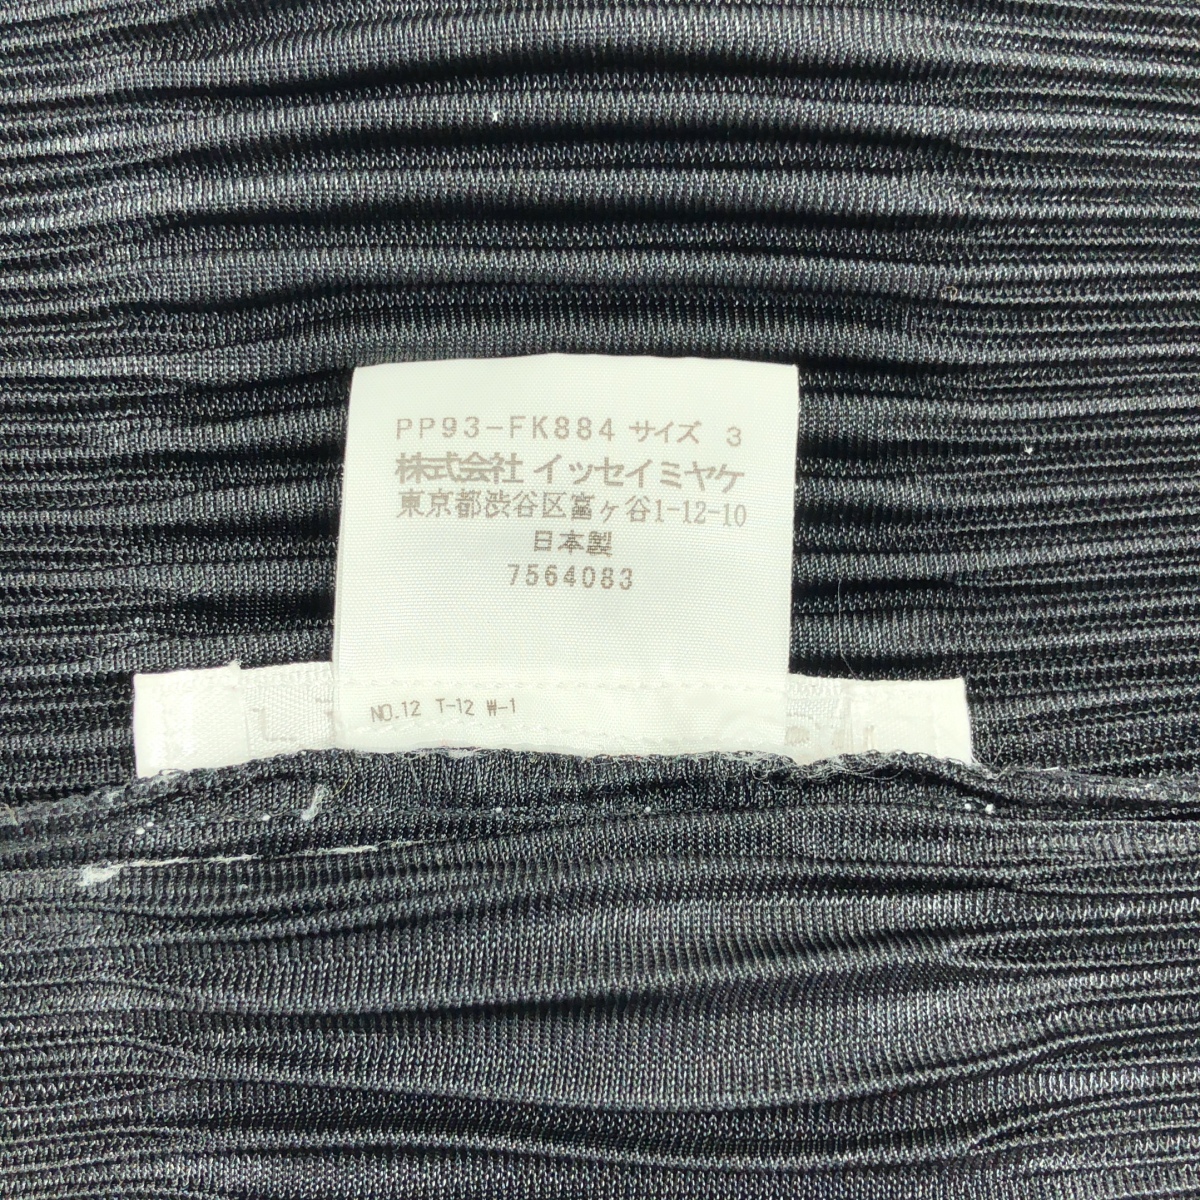 PP93-FK884 サイズ 3
株式会社 イッセイミヤケ
東京都渋谷区富ヶ谷1-12-10
日本製
7564083
NO.12 T-12 W-1